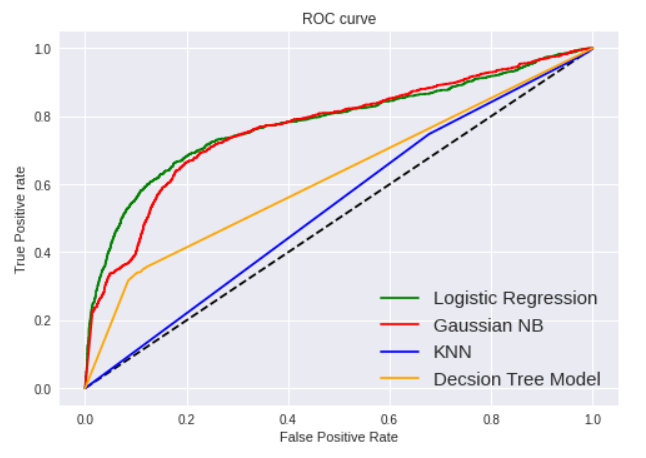 ROC curve
1.0
0.8
0.6
0.4
0.2
0.0
True Positive rate
Logistic Regression
Gaussian NB
KNN
Decsion Tree Model
0.0 0.2 0.4 0.6 0.8 1.0
False Positive Rate